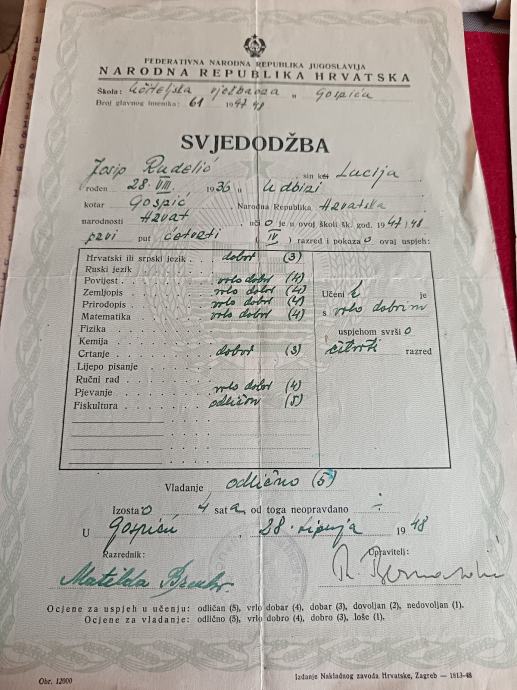 FEDERATIVNA NARODNA REPUBLIKA JUGOSLAVIJA
NARODNA REPUBLIKA HRVATSKA
Škola: Učiteljska vježbaona u Gospiću
Broj glavnog imenika: 61 1947/48
SVJEDODŽBA
Josip Rudelić, sin kći Lucija
rođen 28. VIII. 1936 u Udbini
kotar Gospić, Narodna Republika Hrvatska
narodnosti Hrvat učio je u ovoj školi šk. god. 1947/48
prvi put četvrti (IV) razred i pokazao ovaj uspjeh:
Hrvatski ili srpski jezik dobar (3)
Ruski jezik
Povijest vrlo dobar (4)
Zemljopis vrlo dobar (4)
Prirodopis vrlo dobar (4)
Matematika vrlo dobar (4)
Fizika
Kemija
Crtanje dobar (3)
Lijepo pisanje
Ručni rad
Pjevanje vrlo dobar (4)
Fiskultura odličan (5)
Učenik je
s vrlo dobrim
uspjehom svršio
četvrti razred
Vladanje odlično (5)
Izostao 4 sata, od toga neopravdano ÷
U Gospiću, 28. lipnja 1948
Razrednik: Upravitelj:
Matilda
Ocjene za uspjeh u učenju: odličan (5), vrlo dobar (4), dobar (3), dovoljan (2), nedovoljan (1).
Ocjene za vladanje: odlično (5), vrlo dobro (4), dobro (3), loše (1).
Obr. 12000 Izdanje Nakladnog zavoda Hrvatske, Zagreb — 1813-48